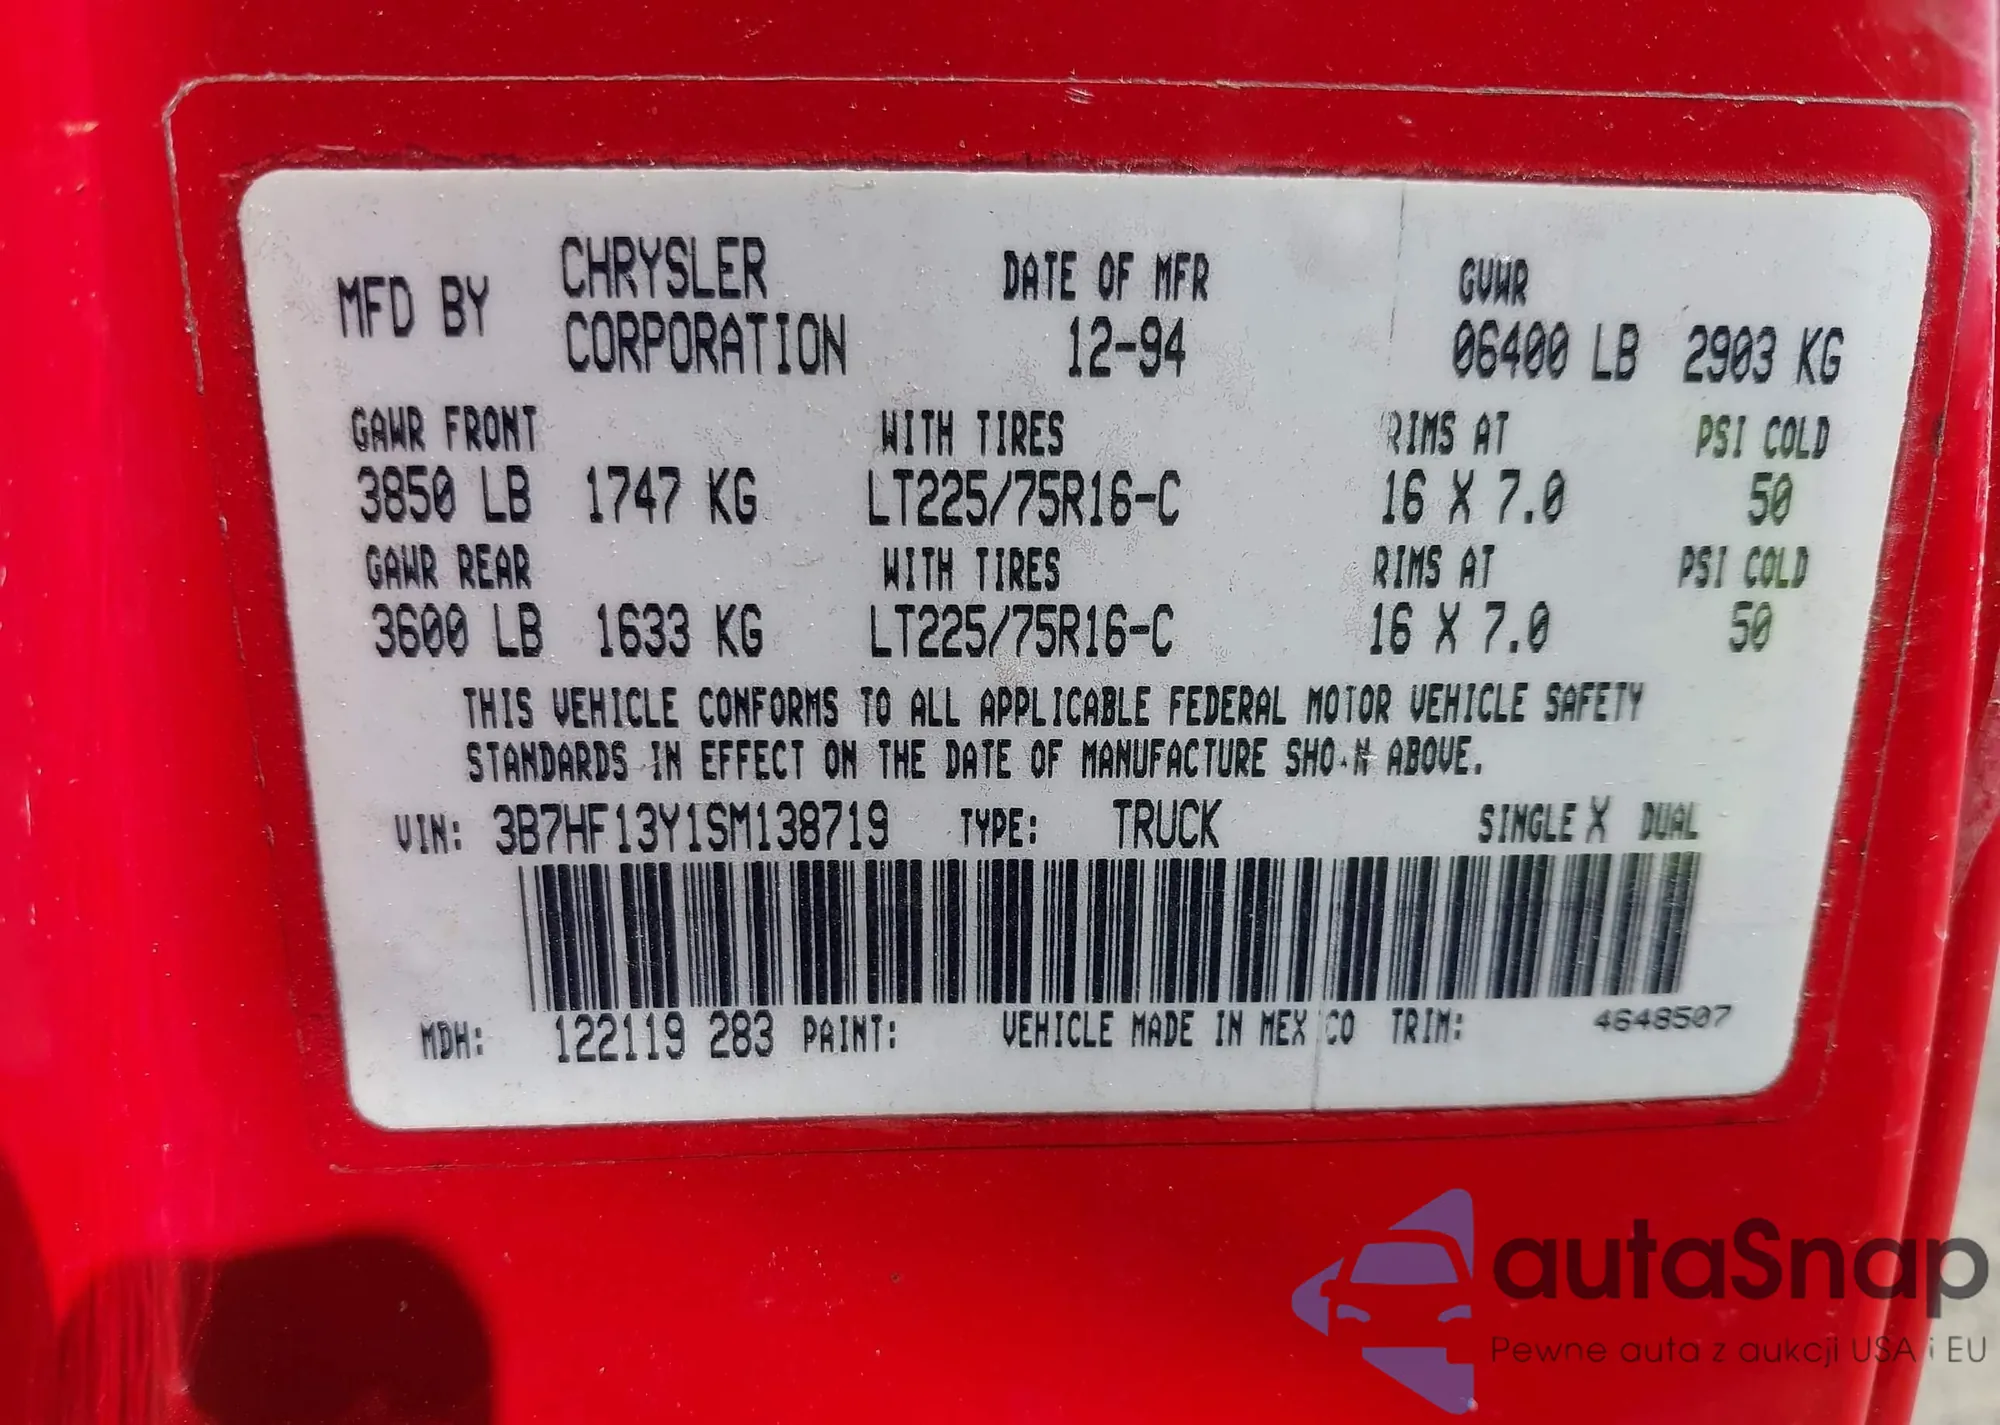 MFD BY CHRYSLER CORPORATION DATE OF MFR 12-94 GVWR 06400 LB 2903 KG
GAWR FRONT WITH TIRES RIMS AT PSI COLD
3850 LB 1747 KG LT225/75R16-C 16 X 7.0 50
GAWR REAR WITH TIRES RIMS AT PSI COLD
3600 LB 1633 KG LT225/75R16-C 16 X 7.0 50
THIS VEHICLE CONFORMS TO ALL APPLICABLE FEDERAL MOTOR VEHICLE SAFETY
STANDARDS IN EFFECT ON THE DATE OF MANUFACTURE SHOWN ABOVE.
VIN: 3B7HF13Y1SM138719 TYPE: TRUCK SINGLE X DUAL
MDH: 122119 283 PAINT: VEHICLE MADE IN MEXICO TRIM: 4648507
autaSnap
Pewne auta z aukcji USA i EU